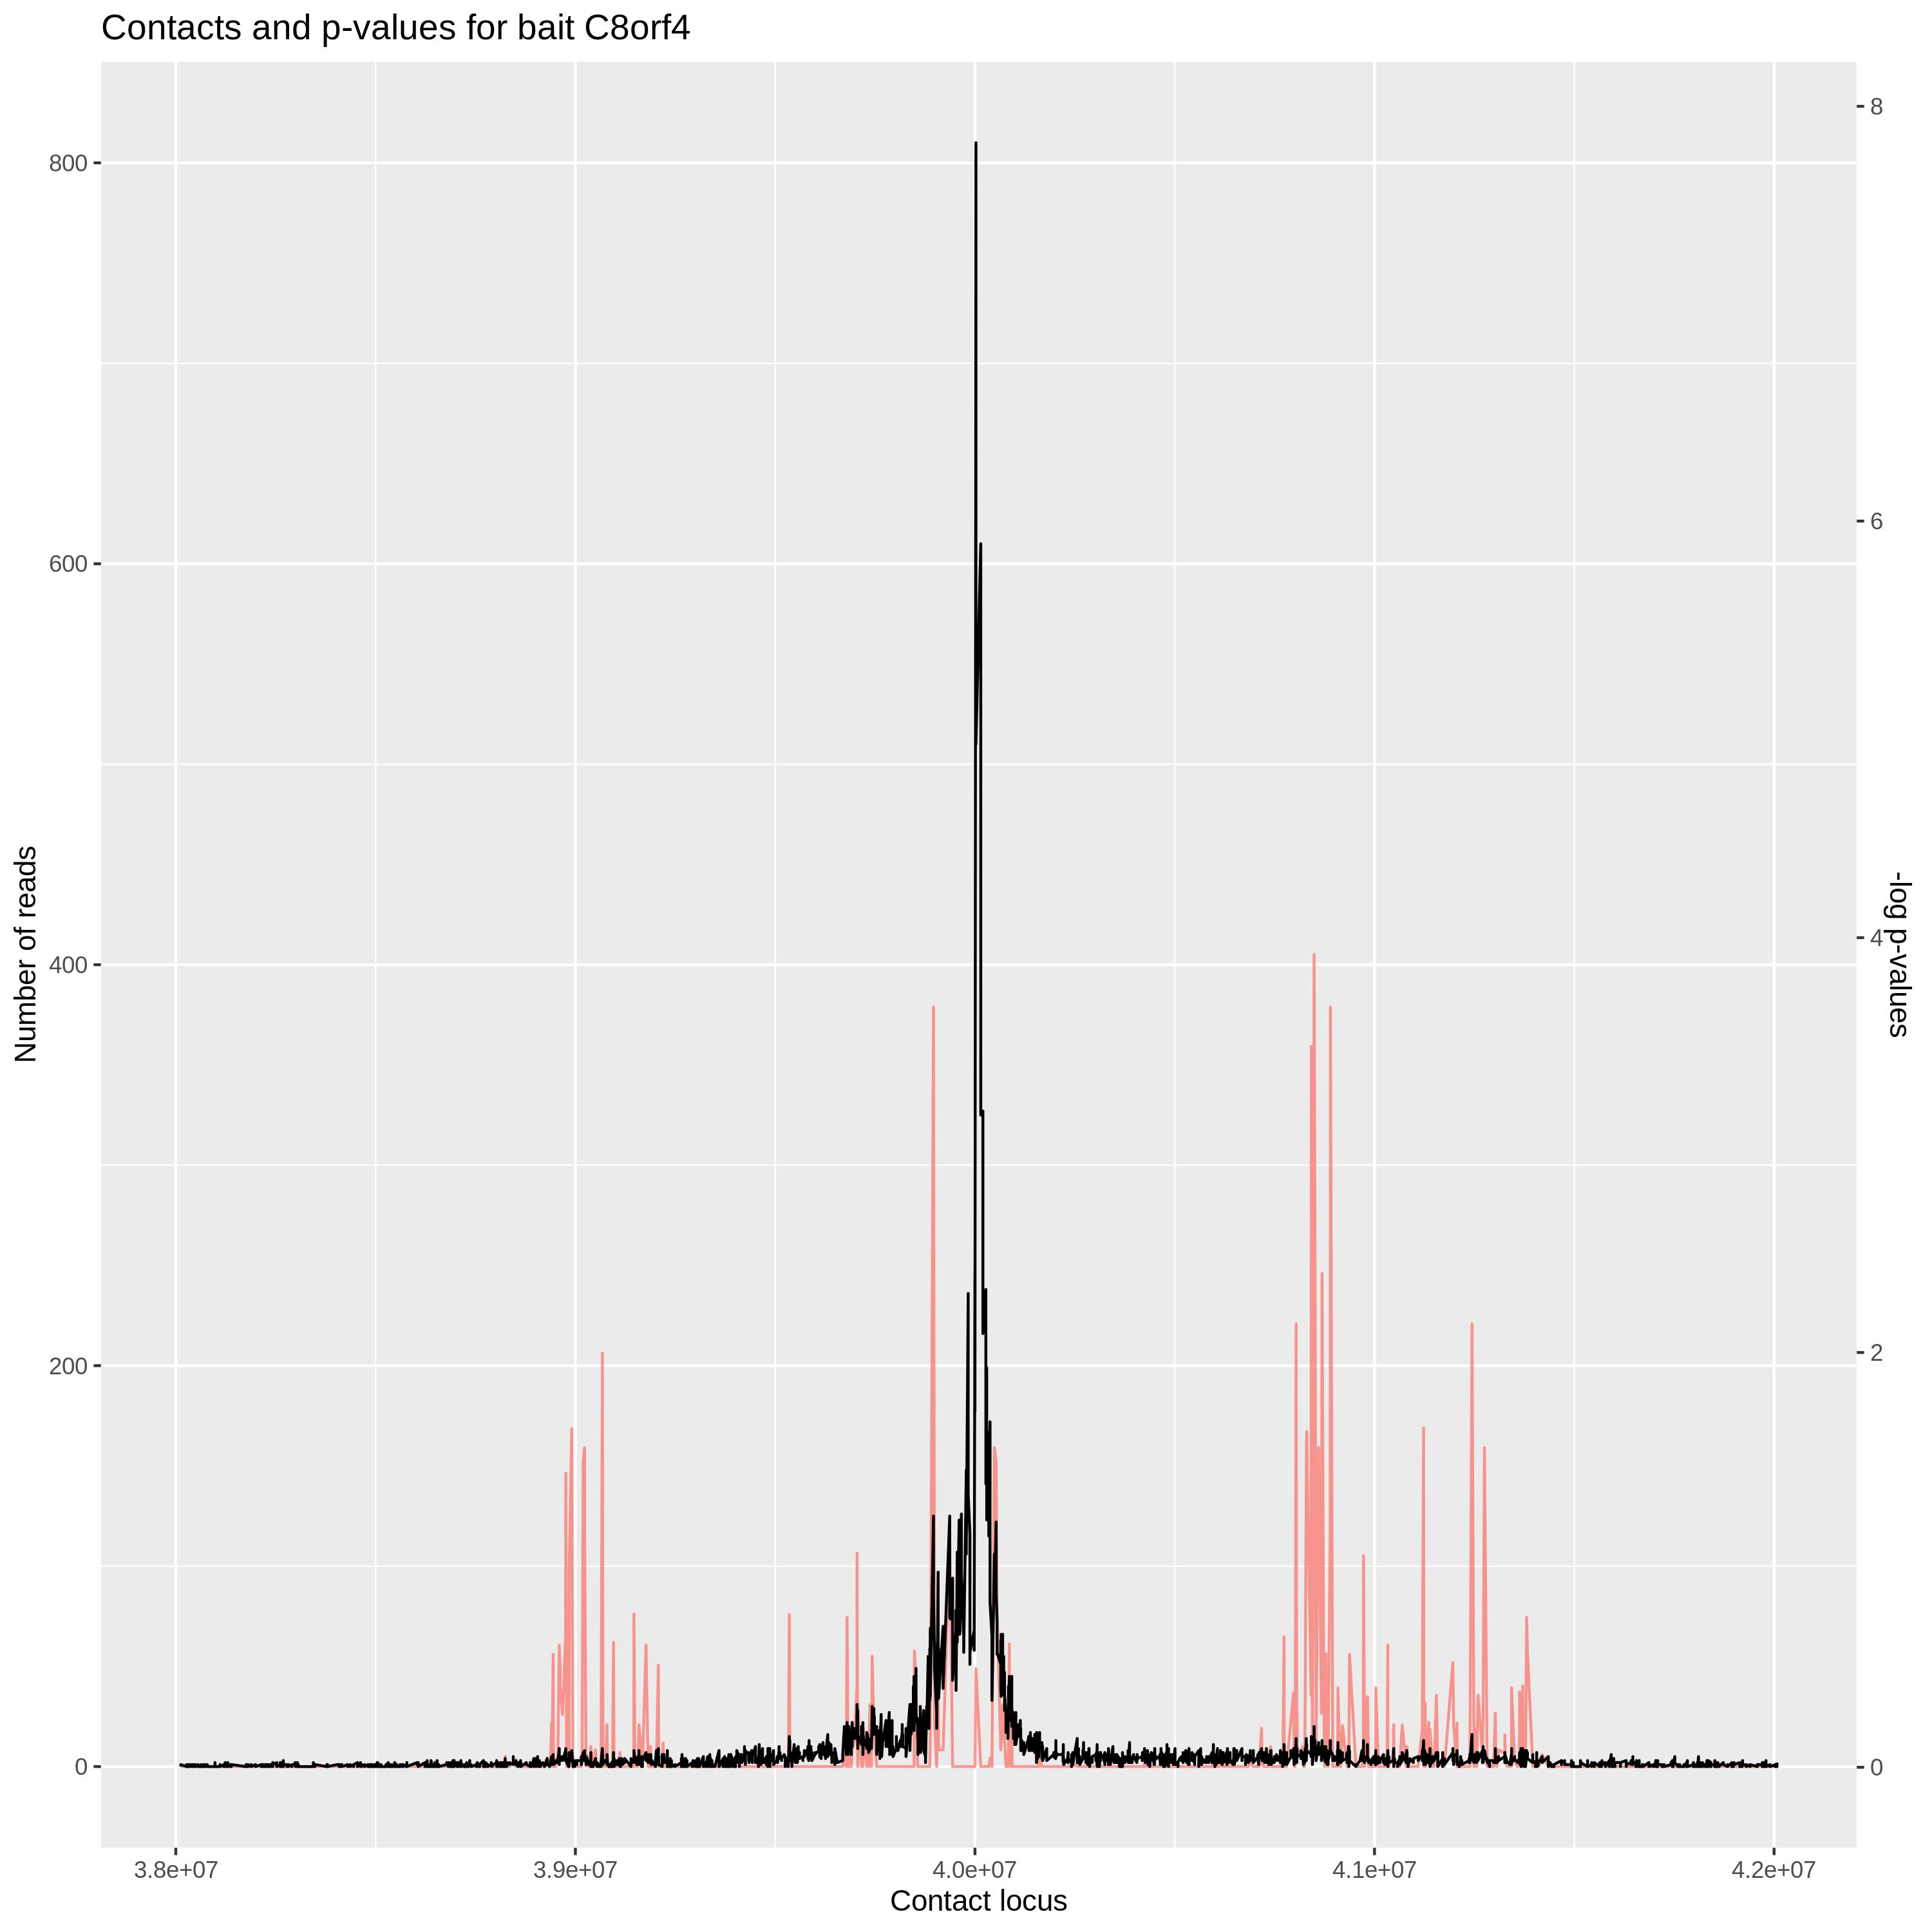 Contacts and p-values for bait C8orf4
800
600
400
200
0
Number of reads
8
6
4
2
0
-log p-values
3.8e+07
3.9e+07
4.0e+07
4.1e+07
4.2e+07
Contact locus